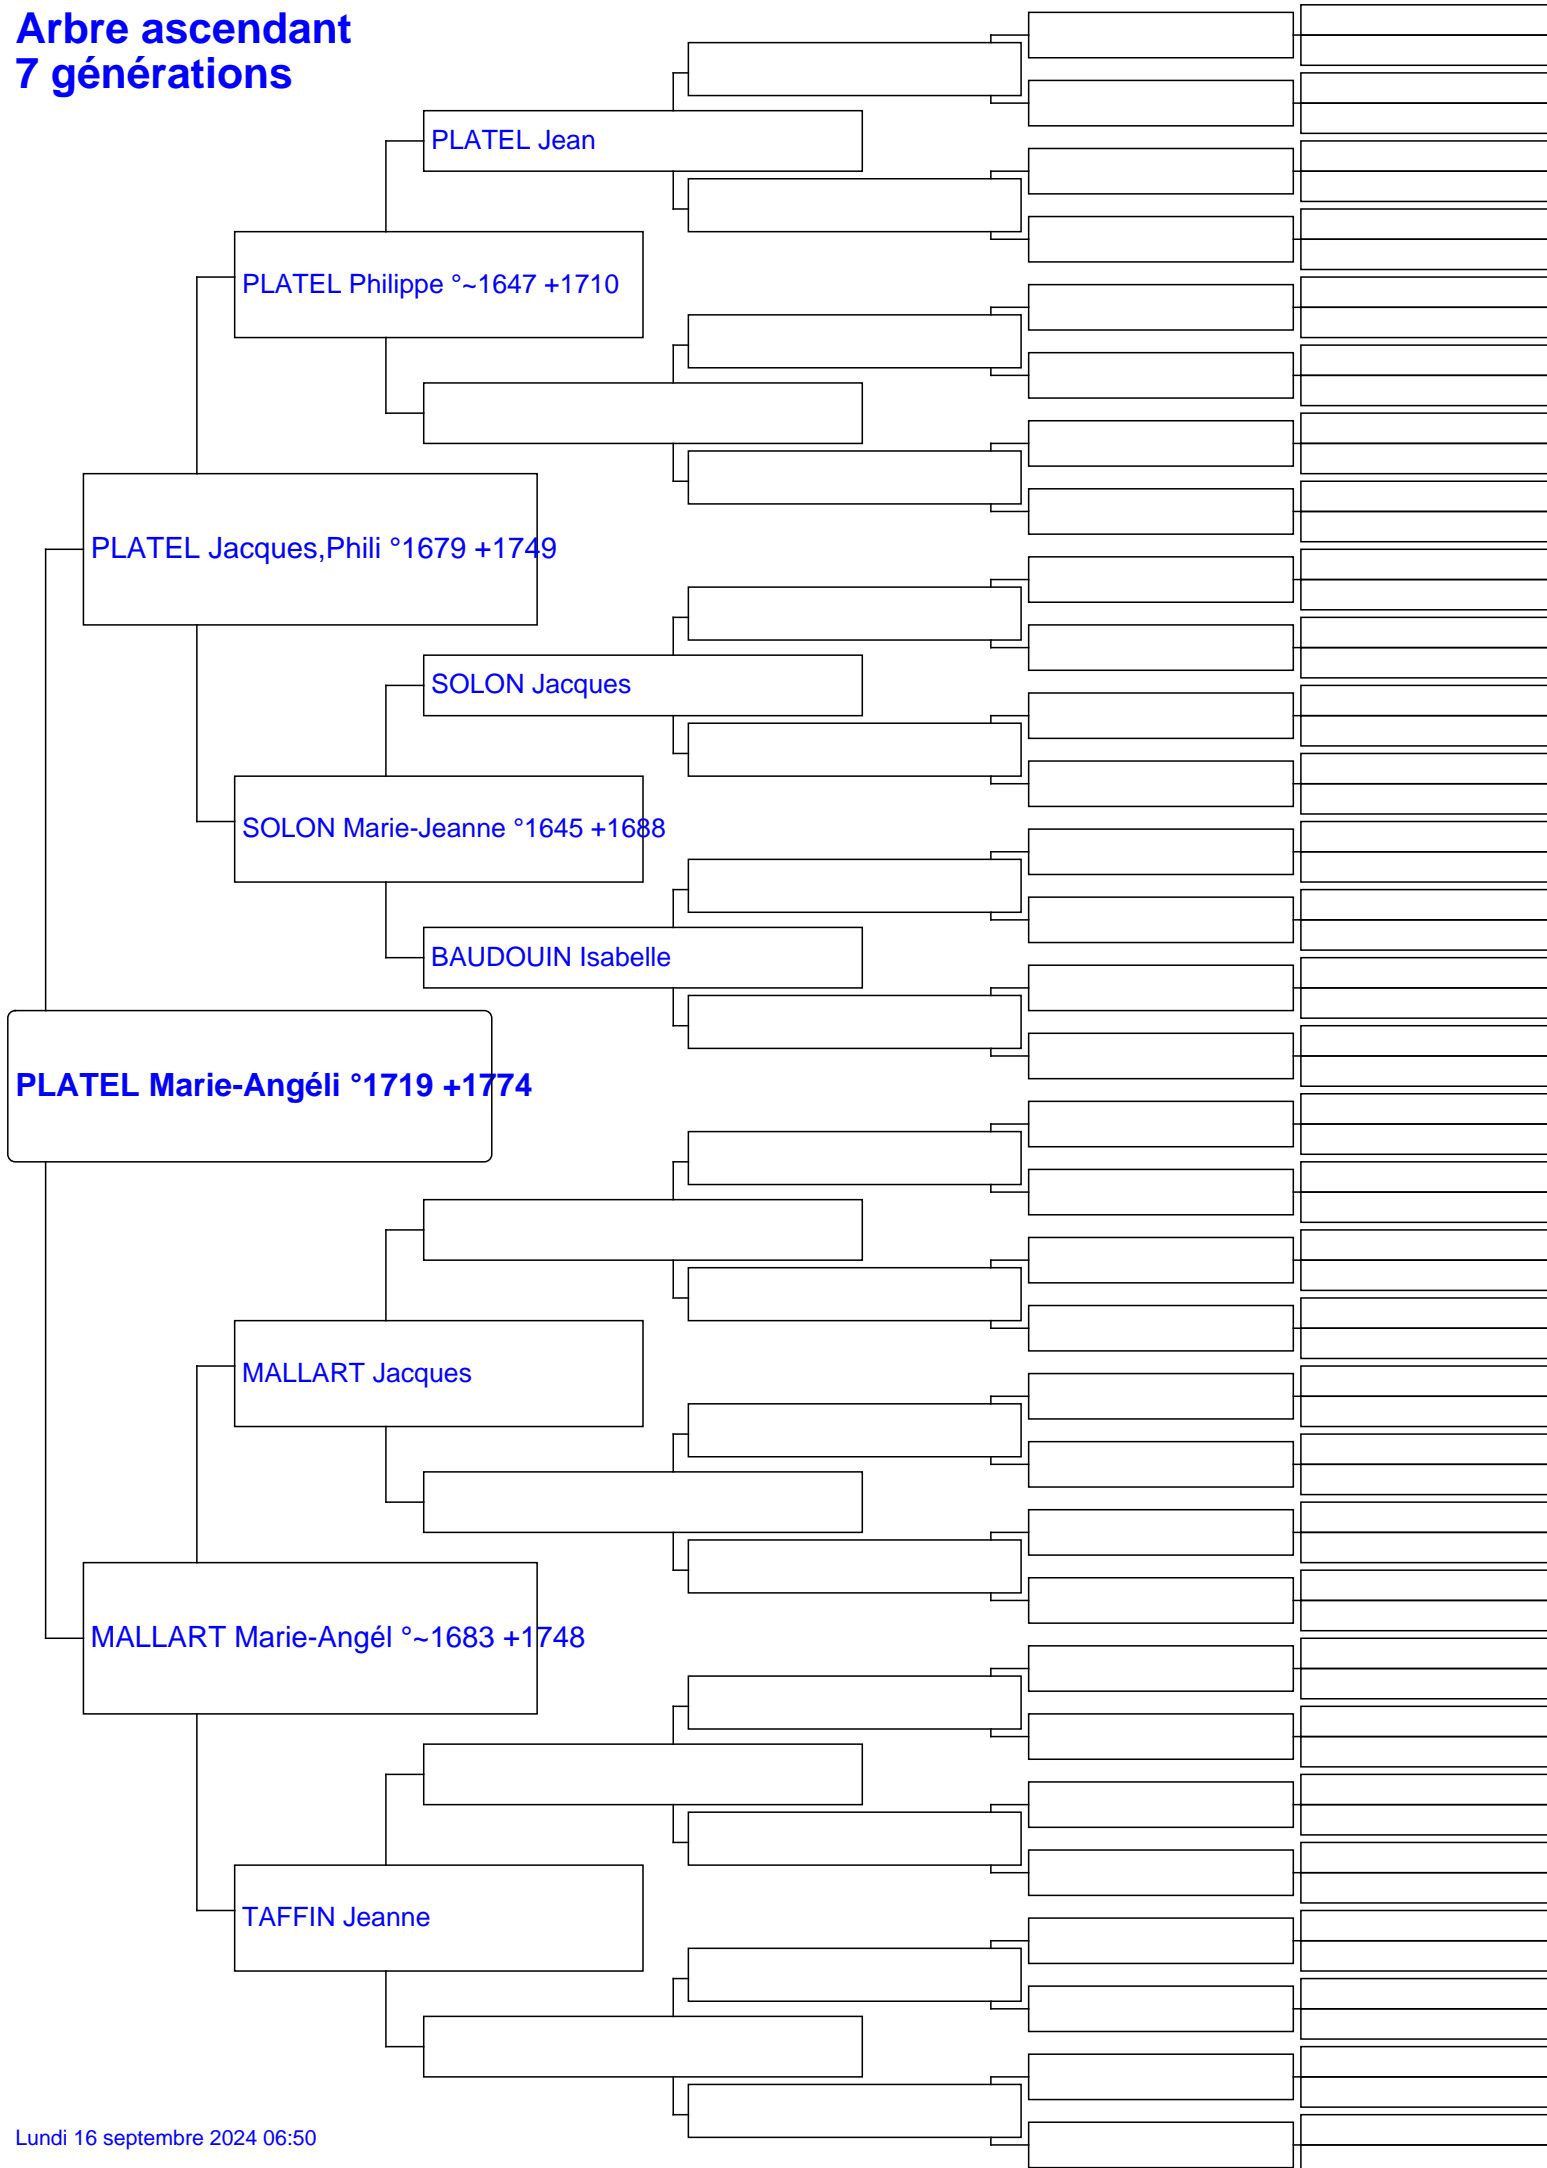 Arbre ascendant
7 générations
PLATEL Jean
PLATEL Philippe °~1647 +1710
PLATEL Jacques,Phili °1679 +1749
SOLON Jacques
SOLON Marie-Jeanne °1645 +1688
BAUDOUIN Isabelle
PLATEL Marie-Angéli °1719 +1774
MALLART Jacques
MALLART Marie-Angél °~1683 +1748
TAFFIN Jeanne
Lundi 16 septembre 2024 06:50